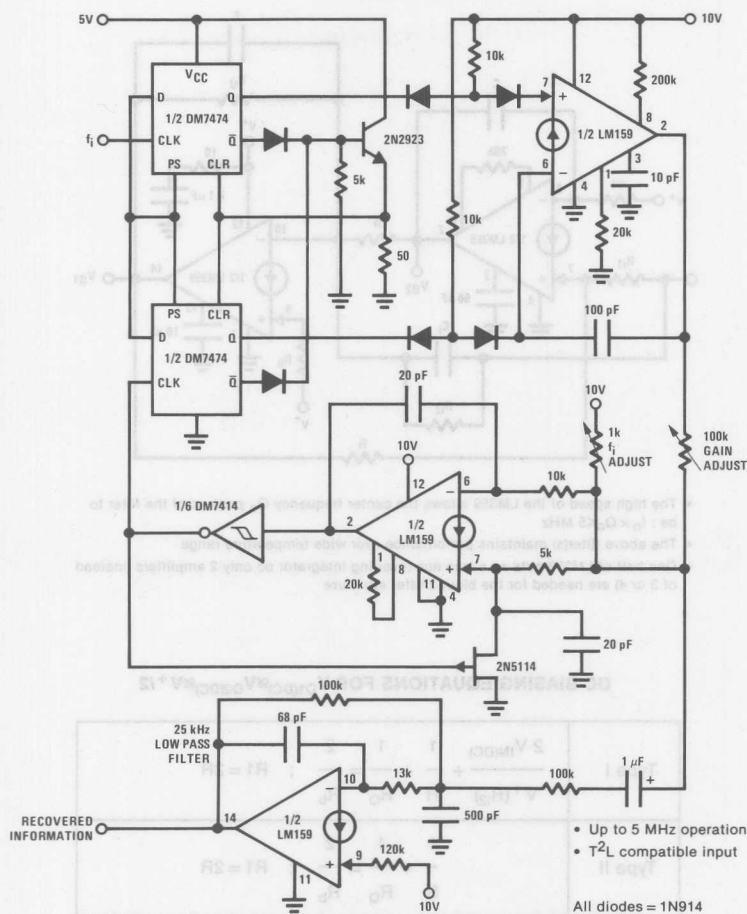 5V
10V
VCC
D
Q
1/2 DM7474
fi
CLK
Q̅
PS
CLR
2N2923
5k
50
10k
10k
7
+
12
200k
8
2
1/2 LM159
6
−
4
1
3
10 pF
20k
PS
CLR
D
Q
1/2 DM7474
CLK
Q̅
100 pF
20 pF
10V
10V
1k
fi
ADJUST
100k
GAIN
ADJUST
12
6
−
10k
1/6 DM7414
2
1/2
LM159
1
8
+
7
5k
20k
11
4
20 pF
2N5114
100k
25 kHz
LOW PASS
FILTER
68 pF
10
−
13k
100k
1 μF
+
500 pF
RECOVERED
INFORMATION
14
1/2
LM159
9
+
120k
11
10V
• Up to 5 MHz operation
• T²L compatible input
All diodes = 1N914